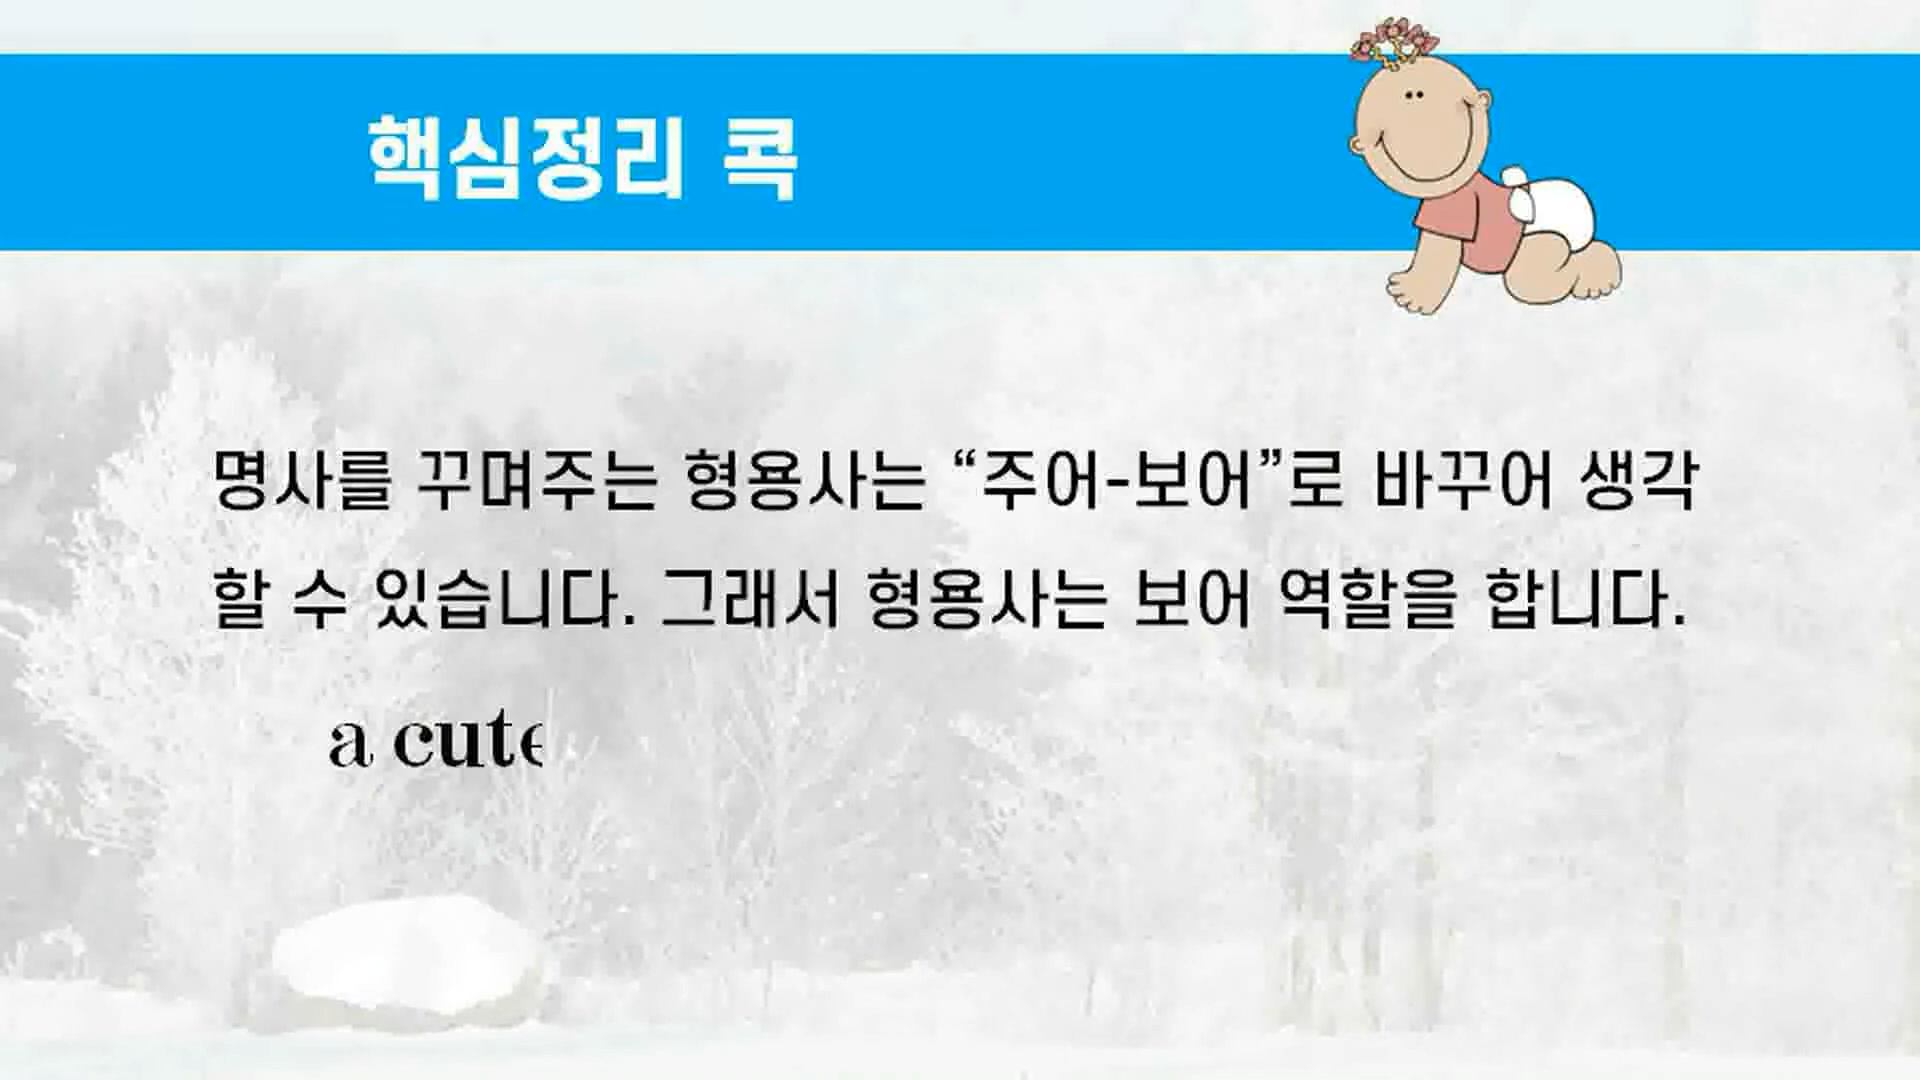 핵심정리 콕
명사를 꾸며주는 형용사는 “주어-보어”로 바꾸어 생각
할 수 있습니다. 그래서 형용사는 보어 역할을 합니다.
a cute